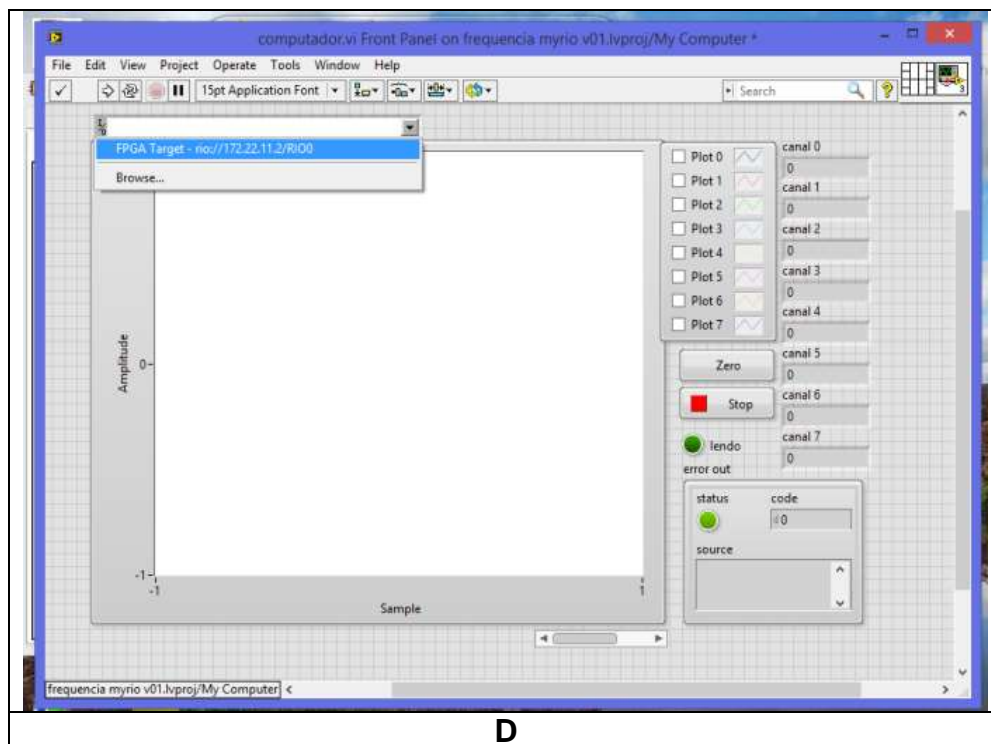 computador.vi Front Panel on frequencia myrio v01.lvproj/My Computer *
File Edit View Project Operate Tools Window Help
15pt Application Font
Search
3
FPGA Target - rio://172.22.11.2/RIO0
Browse...
Plot 0
Plot 1
Plot 2
Plot 3
Plot 4
Plot 5
Plot 6
Plot 7
canal 0
0
canal 1
0
canal 2
0
canal 3
0
canal 4
0
canal 5
0
canal 6
0
canal 7
0
Zero
Stop
lendo
error out
status
code
0
source
Amplitude
0
-1
-1
1
Sample
frequencia myrio v01.lvproj/My Computer
D